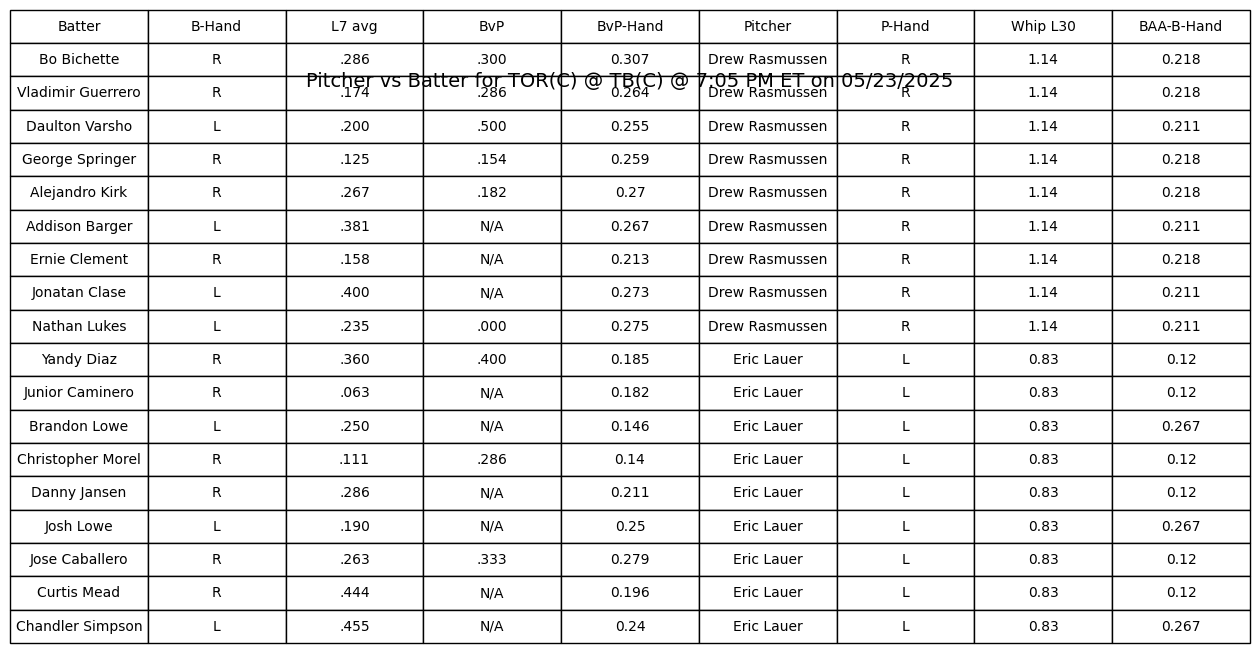 Batter B-Hand L7 avg BvP BvP-Hand Pitcher P-Hand Whip L30 BAA-B-Hand
Bo Bichette R .286 .300 0.307 Drew Rasmussen R 1.14 0.218
Pitcher vs Batter for TOR(C) @ TB(C) @ 7:05 PM ET on 05/23/2025
Vladimir Guerrero R .174 .286 0.264 Drew Rasmussen R 1.14 0.218
Daulton Varsho L .200 .500 0.255 Drew Rasmussen R 1.14 0.211
George Springer R .125 .154 0.259 Drew Rasmussen R 1.14 0.218
Alejandro Kirk R .267 .182 0.27 Drew Rasmussen R 1.14 0.218
Addison Barger L .381 N/A 0.267 Drew Rasmussen R 1.14 0.211
Ernie Clement R .158 N/A 0.213 Drew Rasmussen R 1.14 0.218
Jonatan Clase L .400 N/A 0.273 Drew Rasmussen R 1.14 0.211
Nathan Lukes L .235 .000 0.275 Drew Rasmussen R 1.14 0.211
Yandy Diaz R .360 .400 0.185 Eric Lauer L 0.83 0.12
Junior Caminero R .063 N/A 0.182 Eric Lauer L 0.83 0.12
Brandon Lowe L .250 N/A 0.146 Eric Lauer L 0.83 0.267
Christopher Morel R .111 .286 0.14 Eric Lauer L 0.83 0.12
Danny Jansen R .286 N/A 0.211 Eric Lauer L 0.83 0.12
Josh Lowe L .190 N/A 0.25 Eric Lauer L 0.83 0.267
Jose Caballero R .263 .333 0.279 Eric Lauer L 0.83 0.12
Curtis Mead R .444 N/A 0.196 Eric Lauer L 0.83 0.12
Chandler Simpson L .455 N/A 0.24 Eric Lauer L 0.83 0.267